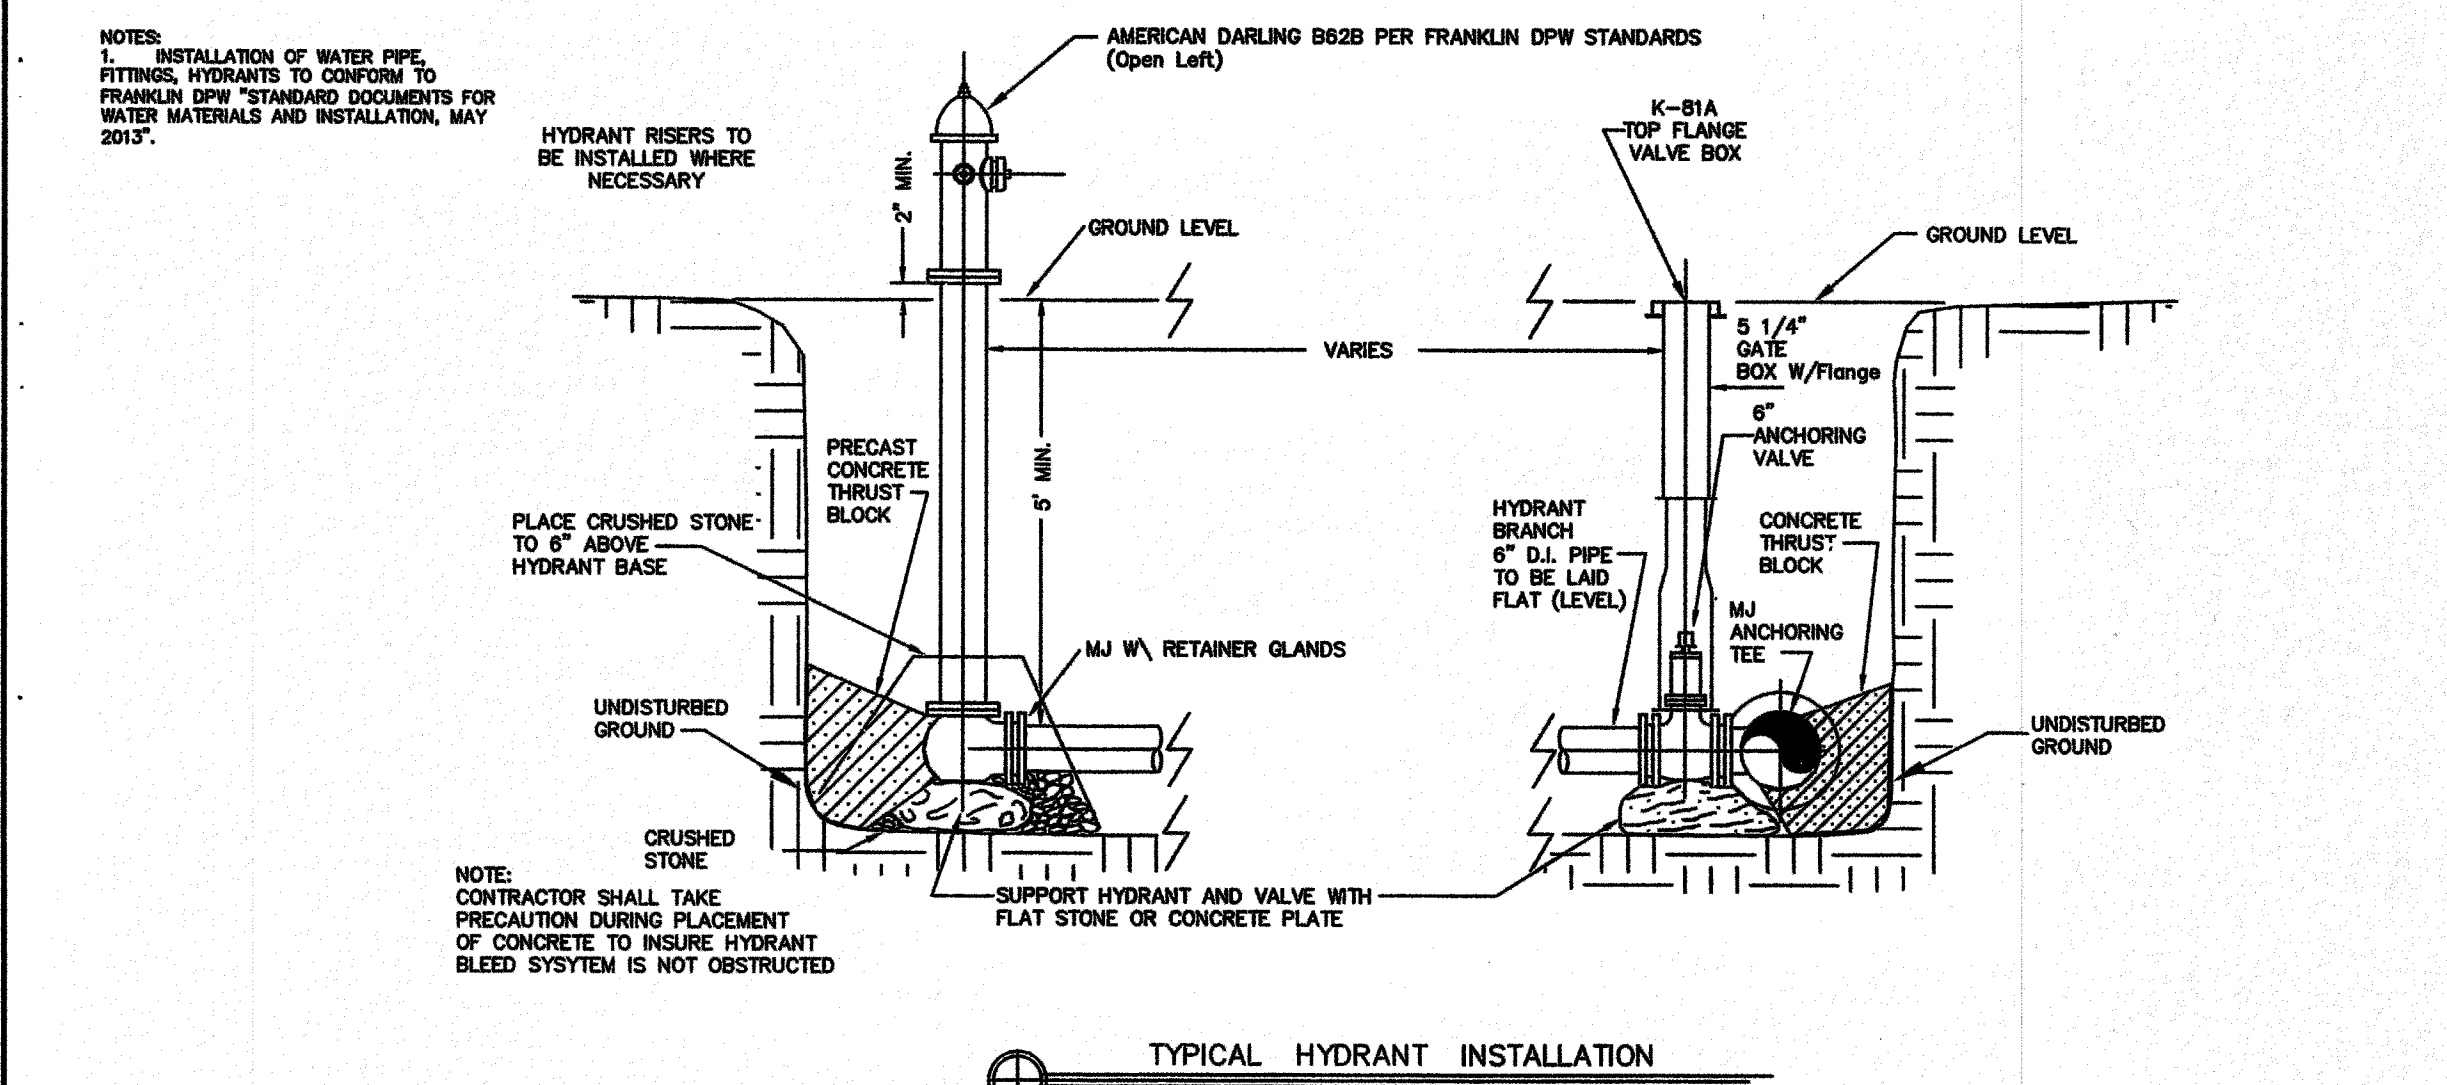 NOTES:
1. INSTALLATION OF WATER PIPE,
FITTINGS, HYDRANTS TO CONFORM TO
FRANKLIN DPW "STANDARD DOCUMENTS FOR
WATER MATERIALS AND INSTALLATION, MAY
2013".
HYDRANT RISERS TO
BE INSTALLED WHERE
NECESSARY
AMERICAN DARLING B62B PER FRANKLIN DPW STANDARDS
(Open Left)
K-81A
TOP FLANGE
VALVE BOX
2" MIN.
GROUND LEVEL
GROUND LEVEL
VARIES
5 1/4"
GATE
BOX W/Flange
6"
ANCHORING
VALVE
PRECAST
CONCRETE
THRUST
BLOCK
5' MIN.
PLACE CRUSHED STONE
TO 6" ABOVE
HYDRANT BASE
HYDRANT
BRANCH
6" D.I. PIPE
TO BE LAID
FLAT (LEVEL)
CONCRETE
THRUST
BLOCK
MJ
ANCHORING
TEE
MJ W\ RETAINER GLANDS
UNDISTURBED
GROUND
UNDISTURBED
GROUND
CRUSHED
STONE
NOTE:
CONTRACTOR SHALL TAKE
PRECAUTION DURING PLACEMENT
OF CONCRETE TO INSURE HYDRANT
BLEED SYSYTEM IS NOT OBSTRUCTED
SUPPORT HYDRANT AND VALVE WITH
FLAT STONE OR CONCRETE PLATE
TYPICAL HYDRANT INSTALLATION